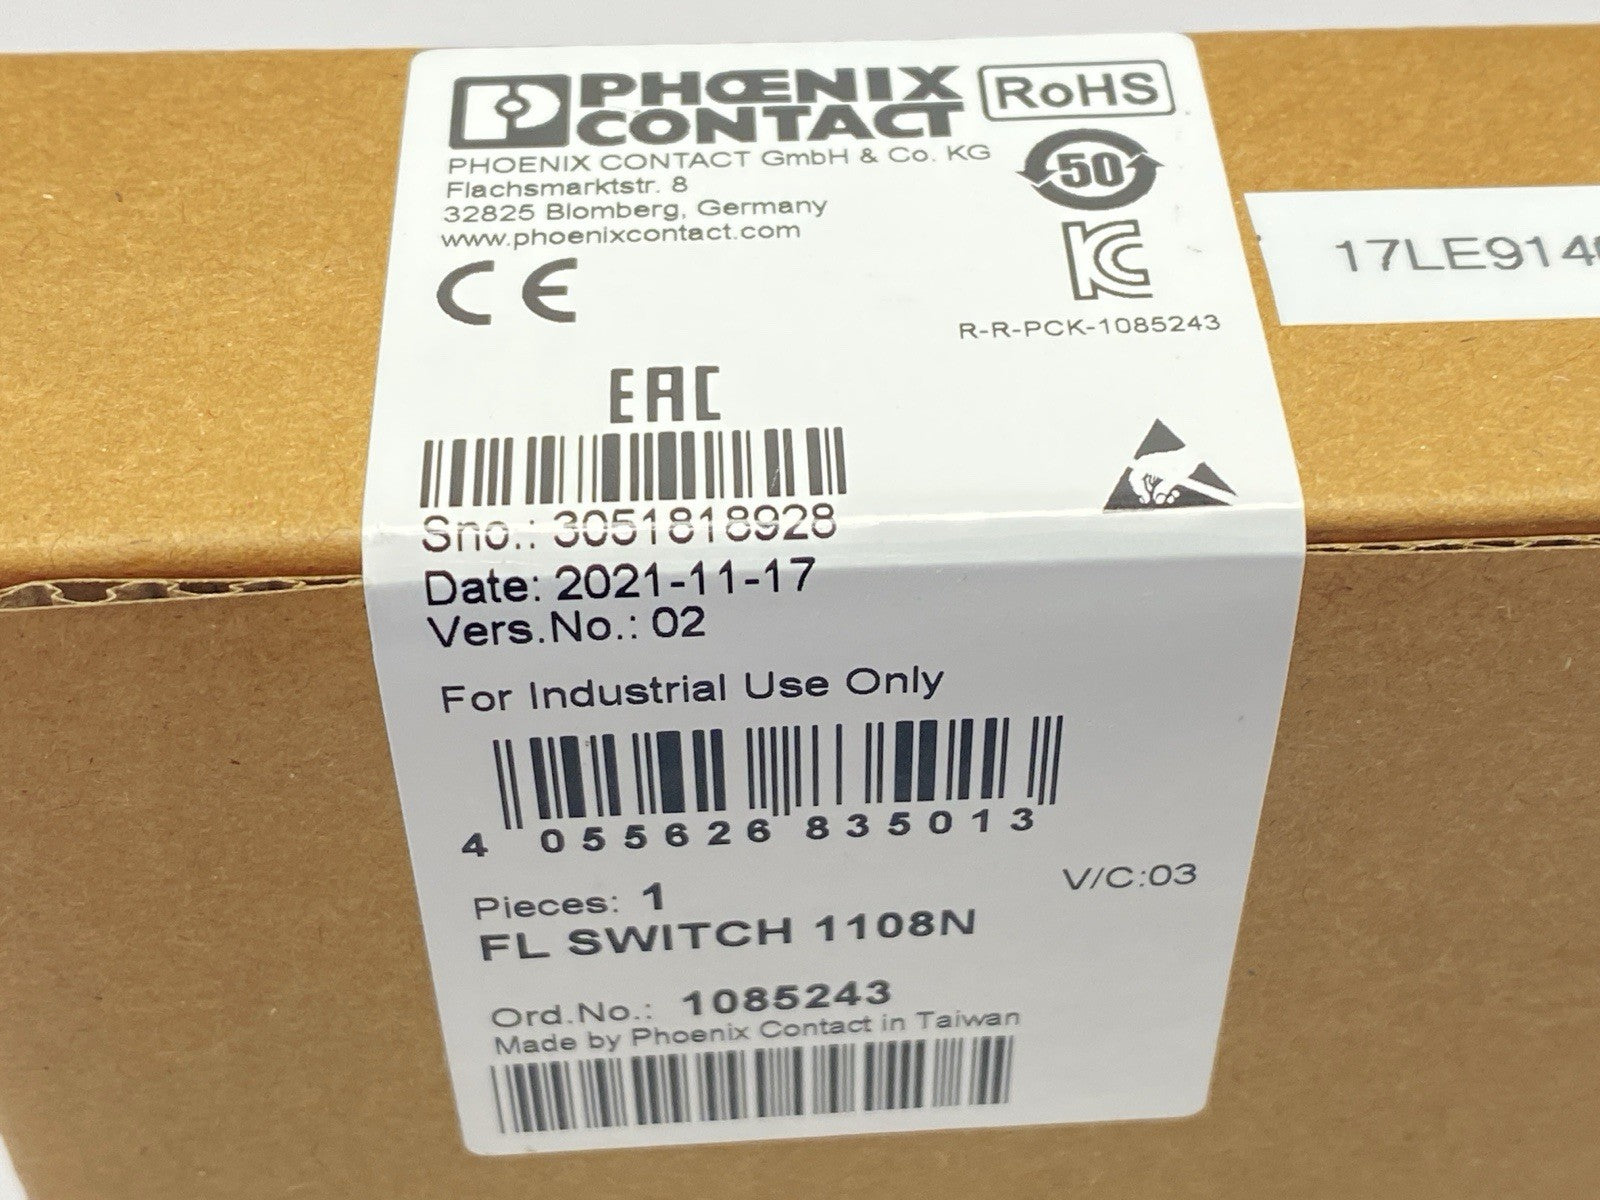 PHŒNIX
CONTACT
RoHS
PHOENIX CONTACT GmbH & Co. KG
Flachsmarktstr. 8
32825 Blomberg, Germany
www.phoenixcontact.com
50
CE
R-R-PCK-1085243
EAC
Sno.: 3051818928
Date: 2021-11-17
Vers.No.: 02
For Industrial Use Only
4 055626 835013
V/C:03
Pieces: 1
FL SWITCH 1108N
Ord.No.: 1085243
Made by Phoenix Contact in Taiwan